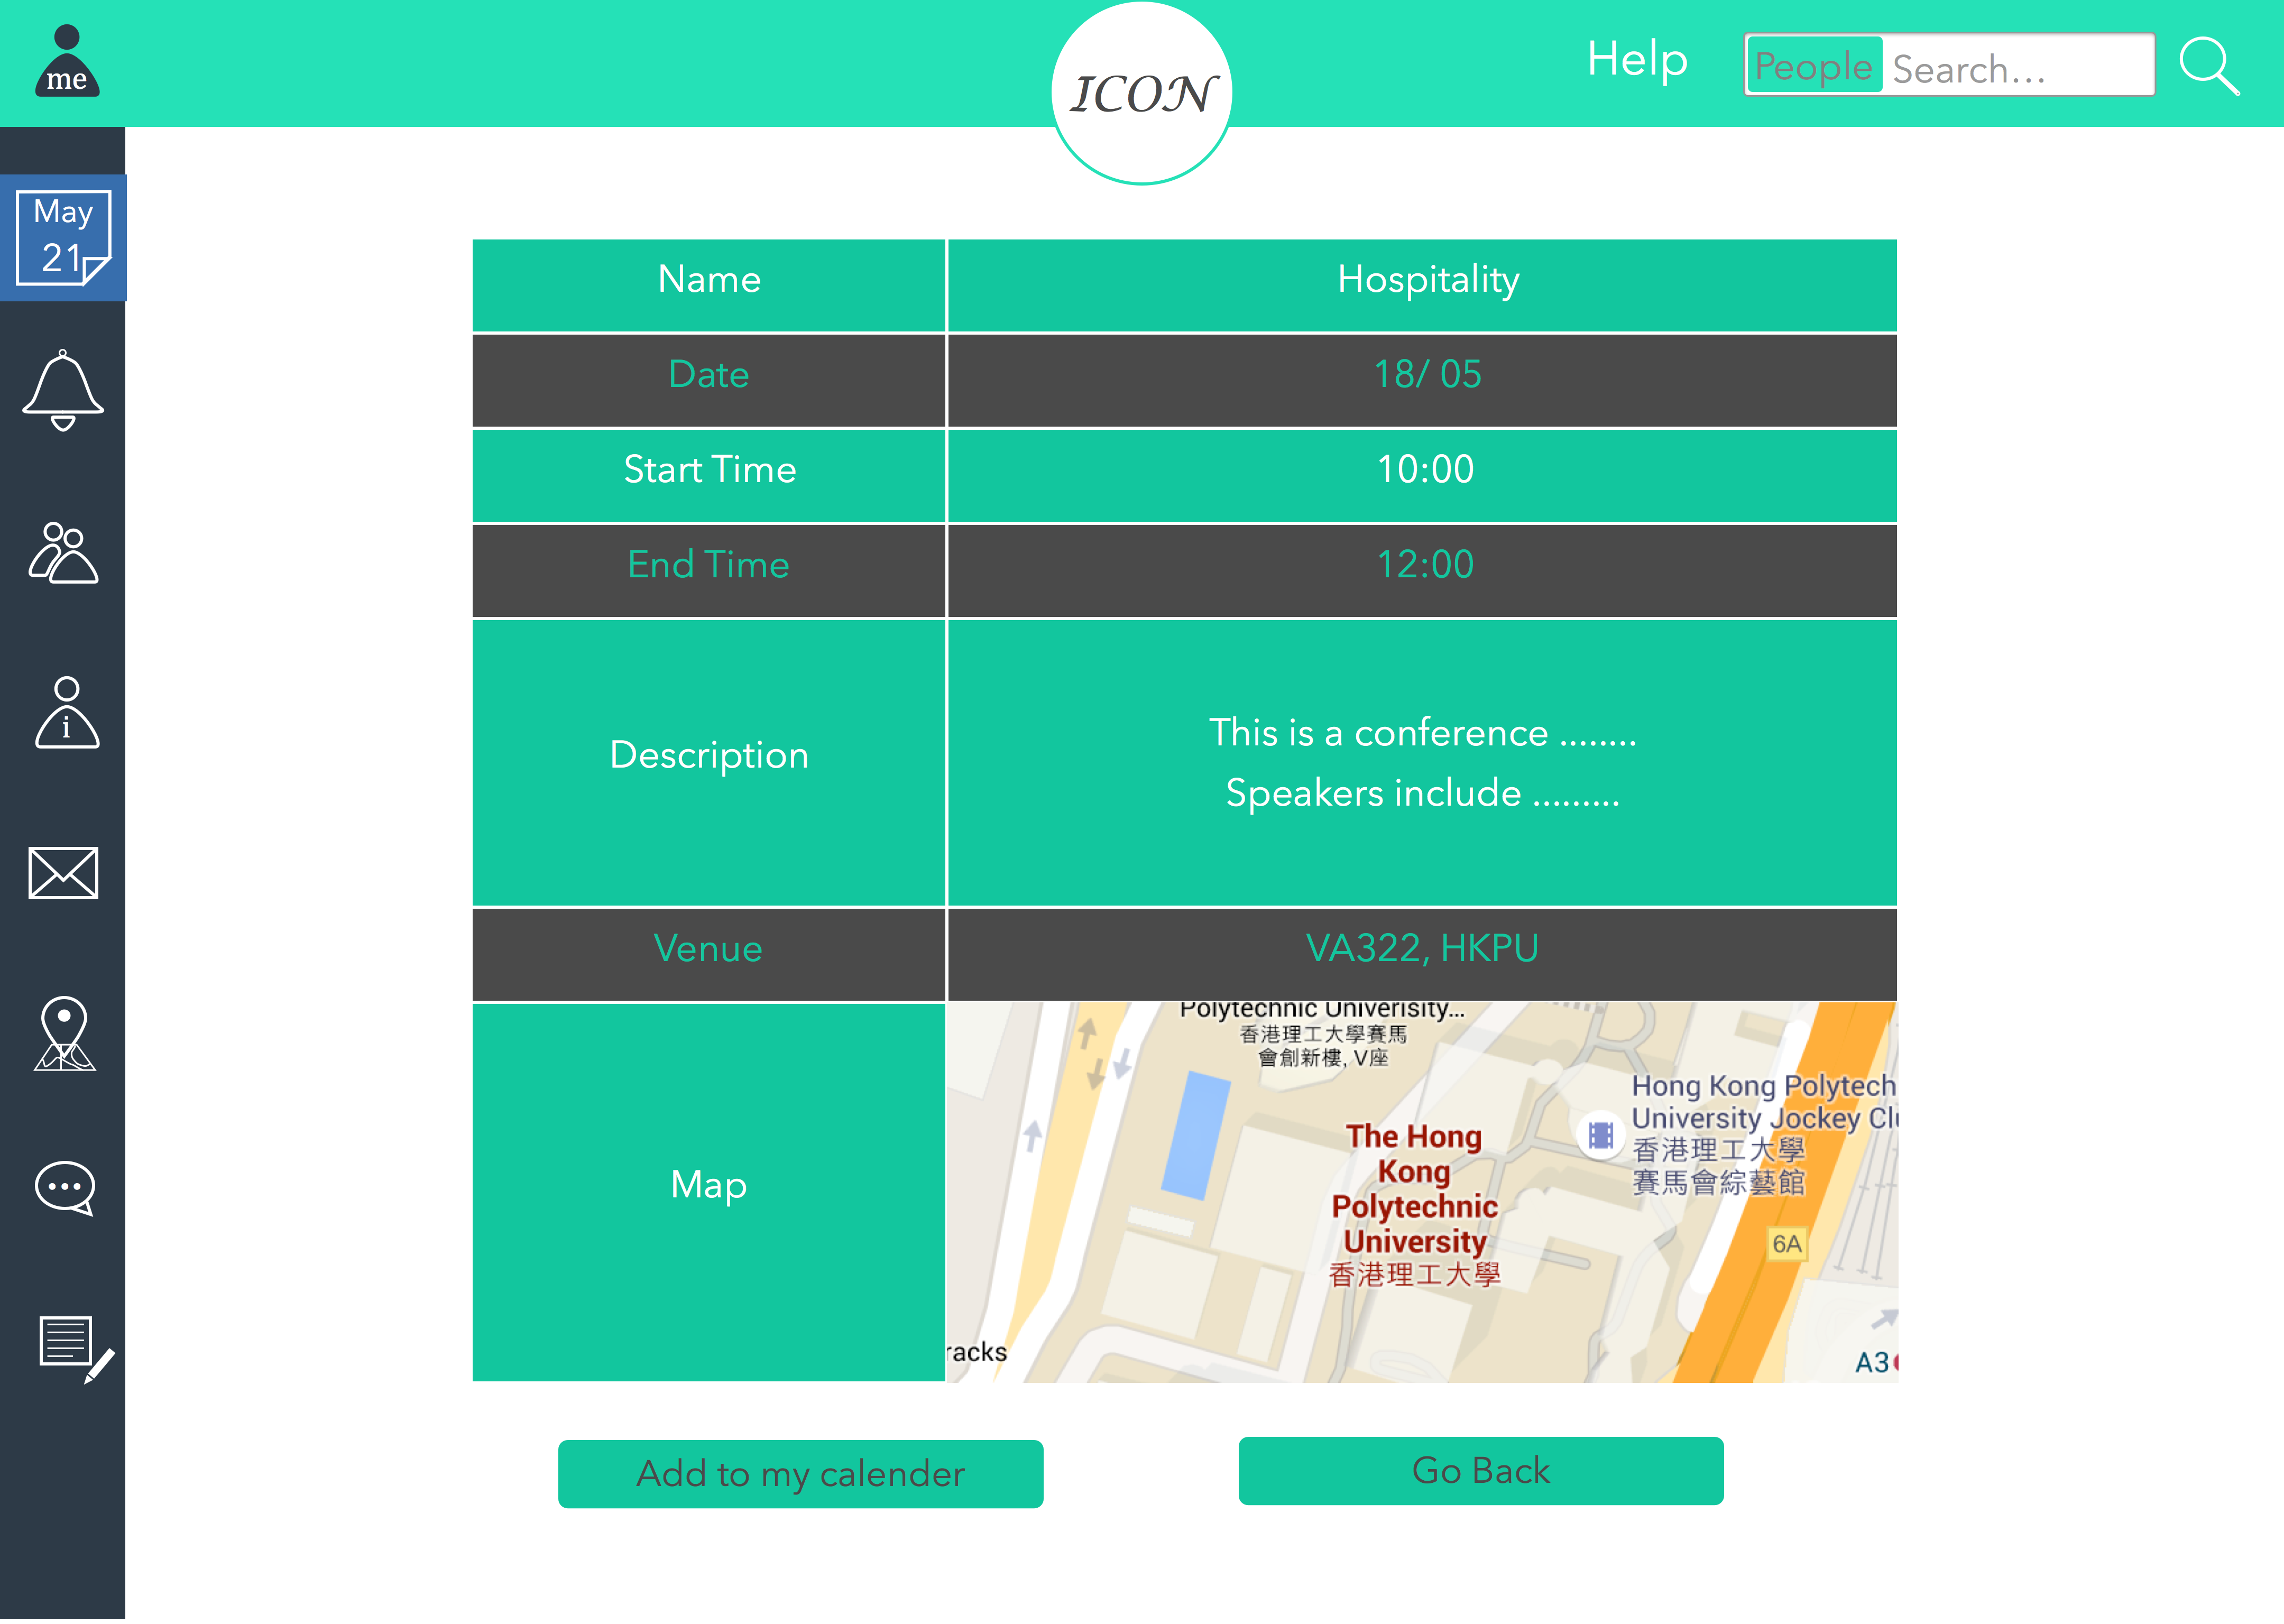 me
ICON
Help
People Search...
May
21
Name Hospitality
Date 18/ 05
Start Time 10:00
End Time 12:00
Description
This is a conference ........
Speakers include .........
Venue VA322, HKPU
Map
Polytechnic Univerisity...
香港理工大學賽馬
會創新樓, V座
Hong Kong Polytech
University Jockey Clu
香港理工大學
賽馬會綜藝館
The Hong
Kong
Polytechnic
University
香港理工大學
6A
racks
A3
i
Add to my calender
Go Back